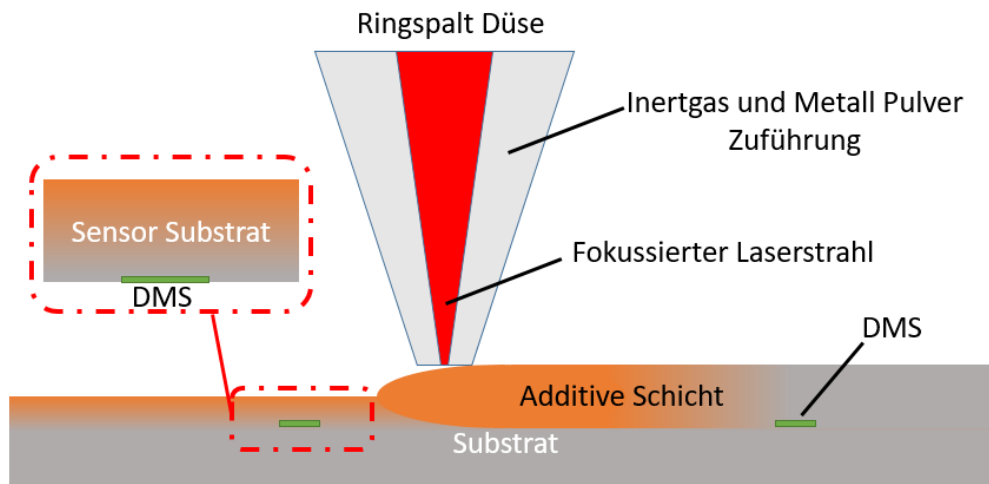 Ringspalt Düse
Inertgas und Metall Pulver
Zuführung
Sensor Substrat
DMS
Fokussierter Laserstrahl
DMS
Additive Schicht
Substrat